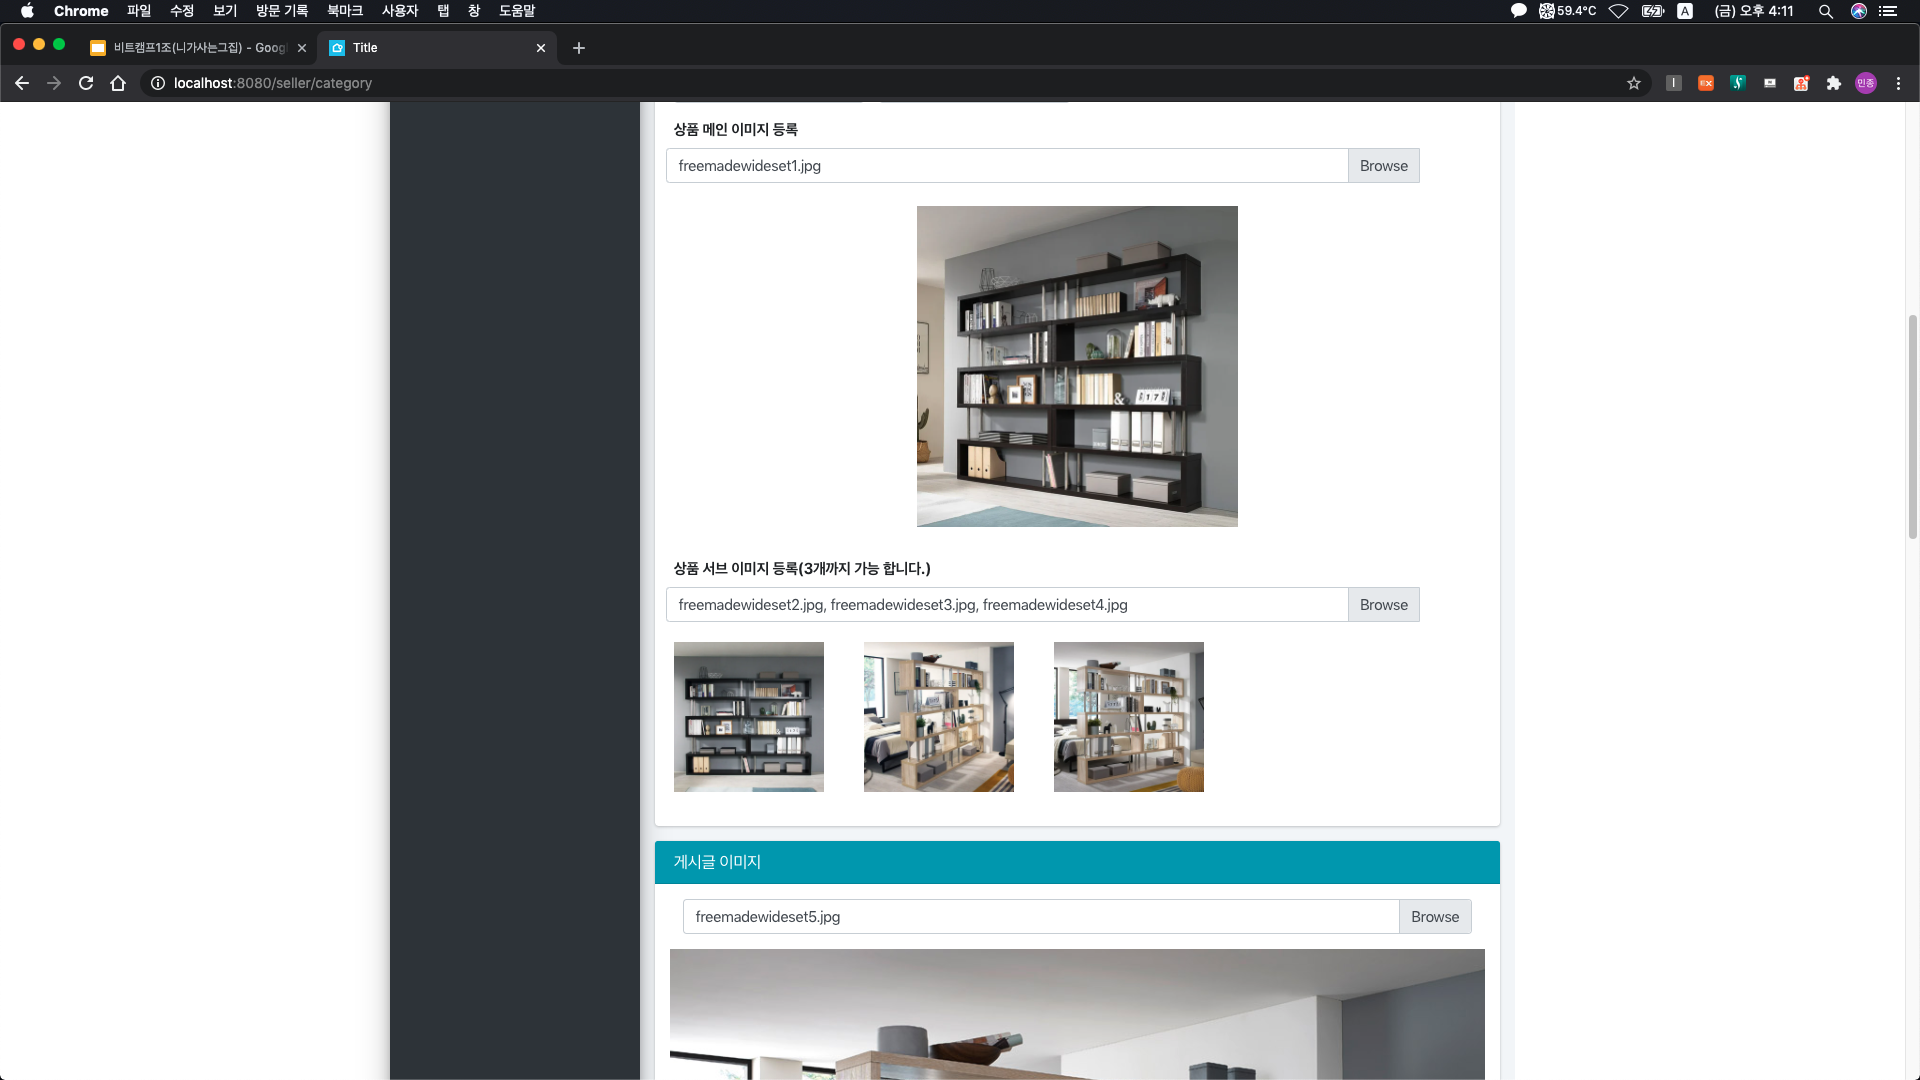 Chrome 파일 수정 보기 방문 기록 북마크 사용자 탭 창 도움말 59.4°C A (금) 오후 4:11
비트캠프1조(니가사는그집) - Goog Title
localhost:8080/seller/category
민종
상품 메인 이미지 등록
freemadewideset1.jpg Browse
상품 서브 이미지 등록(3개까지 가능 합니다.)
freemadewideset2.jpg, freemadewideset3.jpg, freemadewideset4.jpg Browse
게시글 이미지
freemadewideset5.jpg Browse